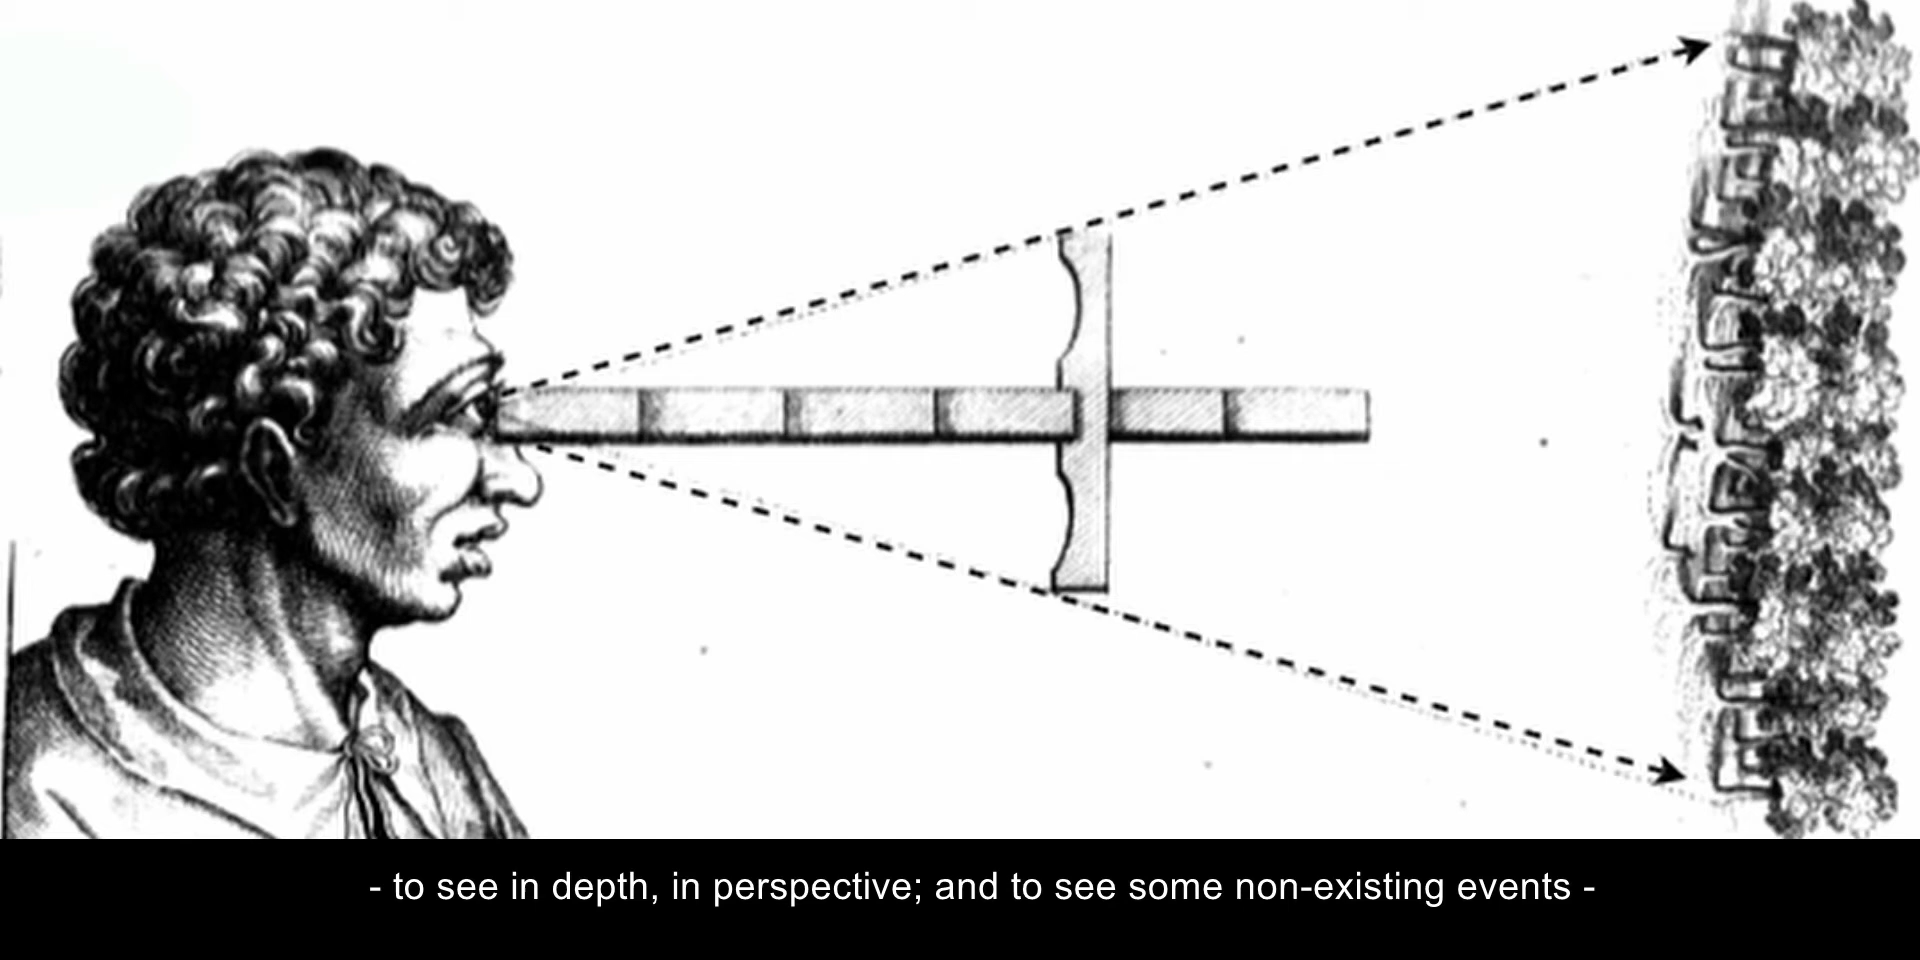 - to see in depth, in perspective; and to see some non-existing events -